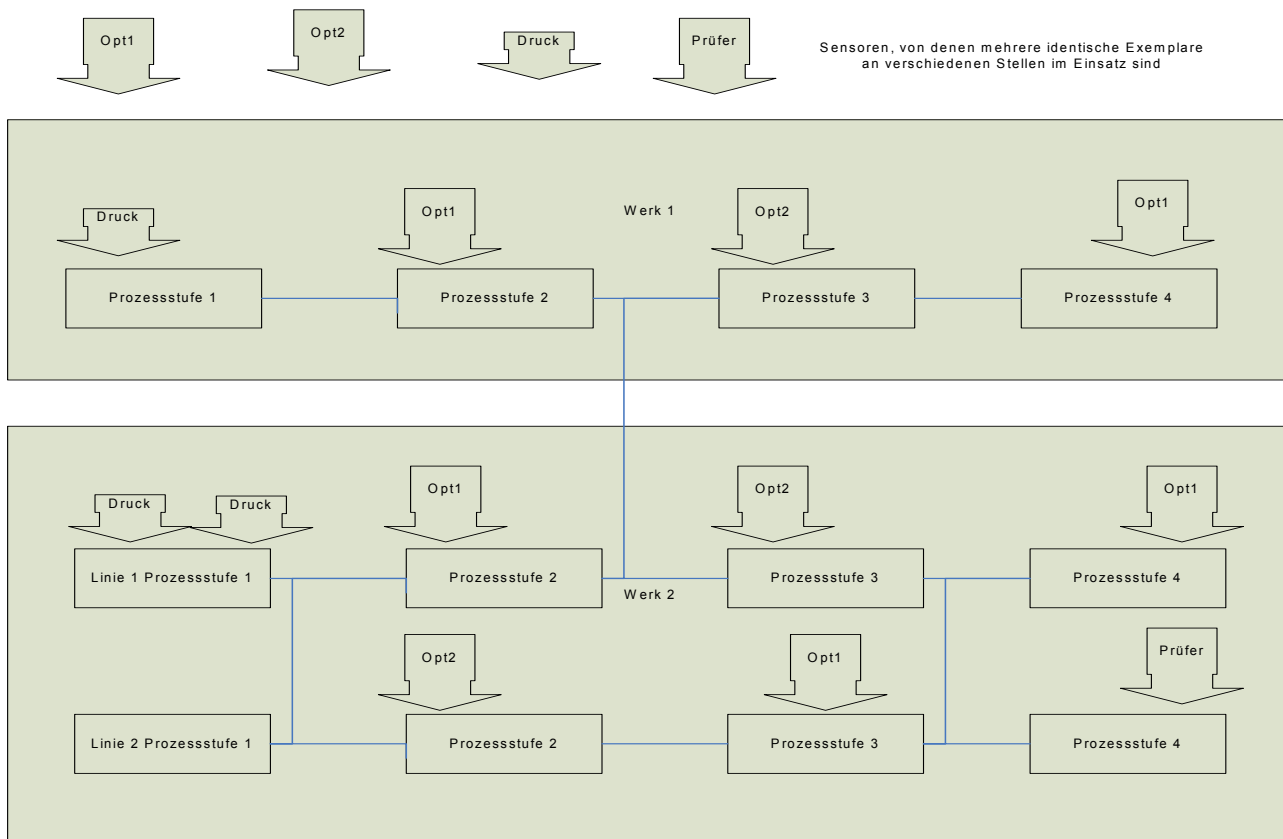 Opt1
Opt2
Druck
Prüfer
Sensoren, von denen mehrere identische Exemplare
an verschiedenen Stellen im Einsatz sind
Druck
Opt1
Werk 1
Opt2
Opt1
Prozessstufe 1
Prozessstufe 2
Prozessstufe 3
Prozessstufe 4
Druck
Druck
Opt1
Opt2
Opt1
Linie 1 Prozessstufe 1
Prozessstufe 2
Werk 2
Prozessstufe 3
Prozessstufe 4
Opt2
Opt1
Prüfer
Linie 2 Prozessstufe 1
Prozessstufe 2
Prozessstufe 3
Prozessstufe 4